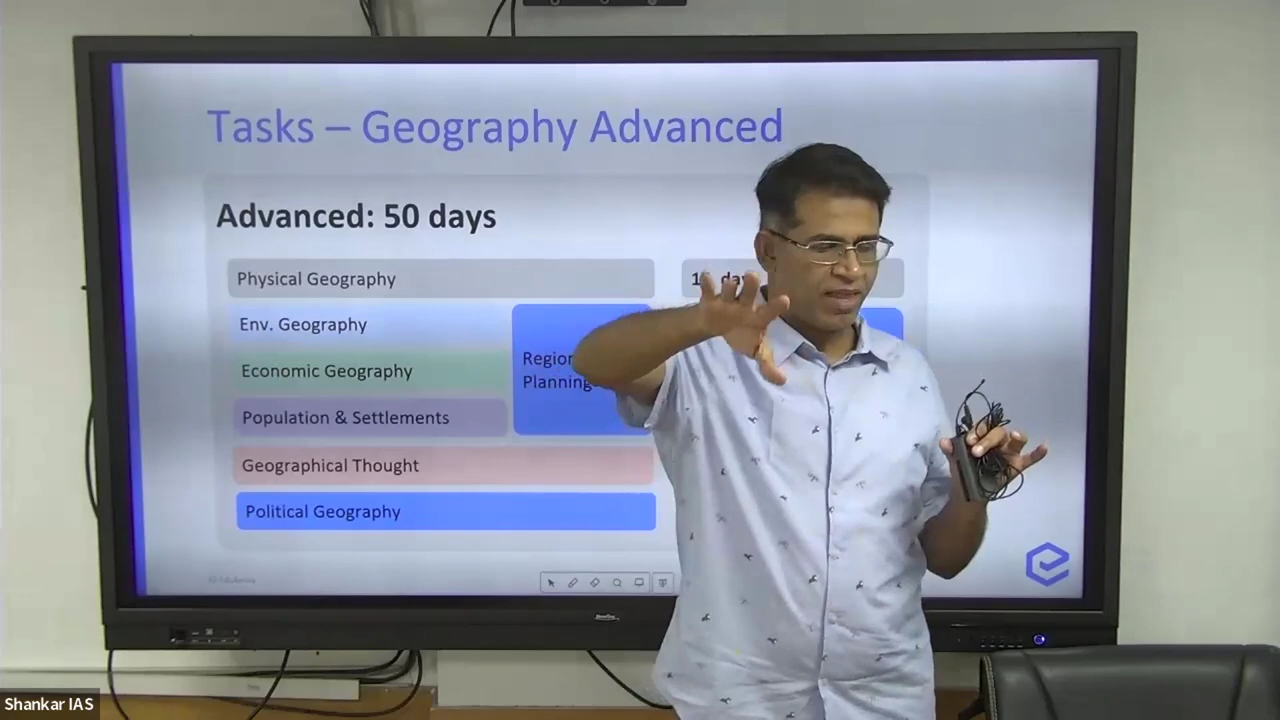 Tasks – Geography Advanced
Advanced: 50 days
Physical Geography
Env. Geography
Economic Geography
Population & Settlements
Geographical Thought
Political Geography
Shankar IAS